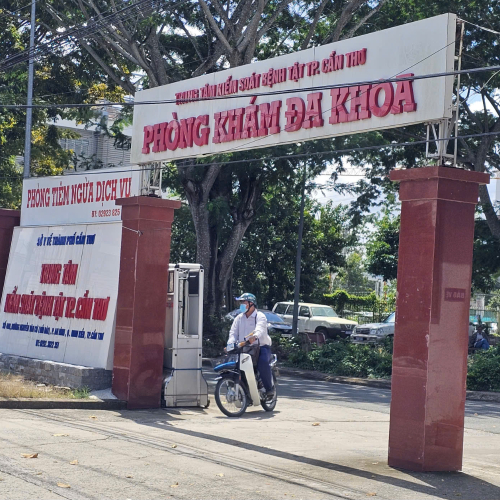 TRUNG TÂM KIỂM SOÁT BỆNH TẬT TP. CẦN THƠ
PHÒNG KHÁM ĐA KHOA
PHÒNG TIÊM NGỪA DỊCH VỤ
SỞ Y TẾ THÀNH PHỐ CẦN THƠ
TRUNG TÂM
KIỂM SOÁT BỆNH TẬT TP. CẦN THƠ